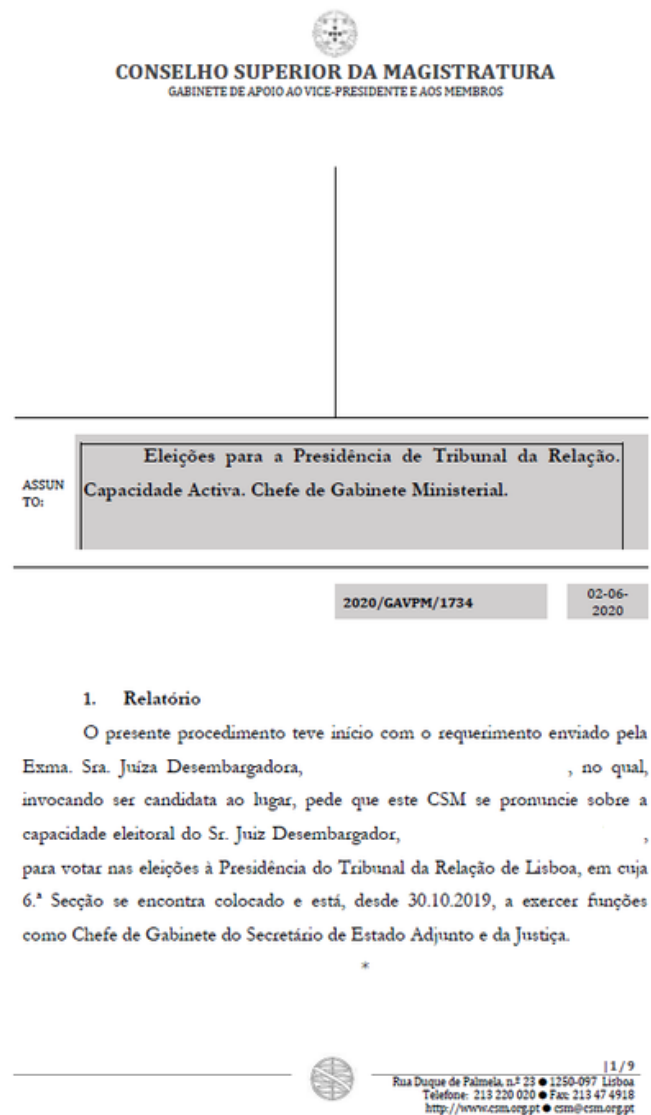 CONSELHO SUPERIOR DA MAGISTRATURA
GABINETE DE APOIO AO VICE-PRESIDENTE E AOS MEMBROS
ASSUN
TO:
Eleições para a Presidência de Tribunal da Relação.
Capacidade Activa. Chefe de Gabinete Ministerial.
2020/GAVPM/1734
02-06-
2020
1. Relatório
O presente procedimento teve início com o requerimento enviado pela
Exma. Sra. Juíza Desembargadora, , no qual,
invocando ser candidata ao lugar, pede que este CSM se pronuncie sobre a
capacidade eleitoral do Sr. Juiz Desembargador, ,
para votar nas eleições à Presidência do Tribunal da Relação de Lisboa, em cuja
6.ª Secção se encontra colocado e está, desde 30.10.2019, a exercer funções
como Chefe de Gabinete do Secretário de Estado Adjunto e da Justiça.
*
|1/9
Rua Duque de Palmela, n.º 23 ● 1250-097 Lisboa
Telefone: 213 220 020 ● Fax: 213 47 4918
http://www.csm.org.pt ● csm@csm.org.pt